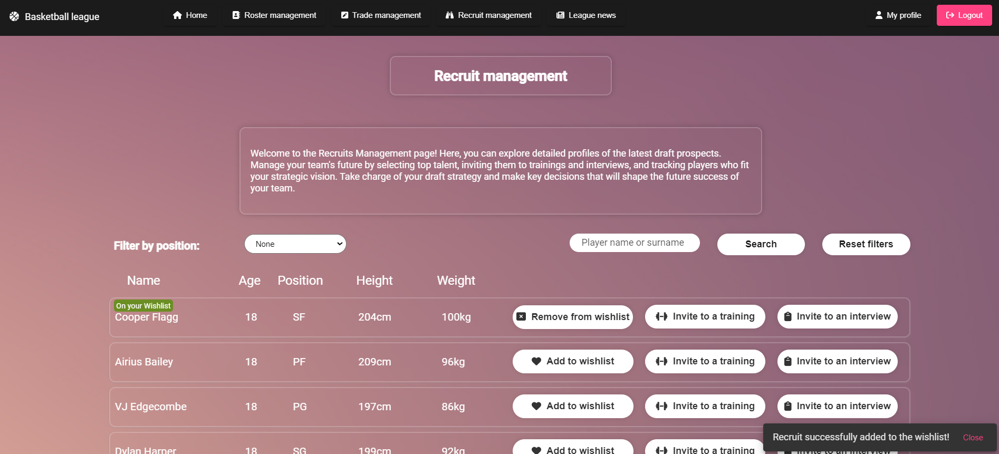 Basketball league
Home
Roster management
Trade management
Recruit management
League news
My profile
Logout
Recruit management
Welcome to the Recruits Management page! Here, you can explore detailed profiles of the latest draft prospects.
Manage your team's future by selecting top talent, inviting them to trainings and interviews, and tracking players who fit
your strategic vision. Take charge of your draft strategy and make key decisions that will shape the future success of
your team.
Filter by position:
None
Player name or surname
Search
Reset filters
Name Age Position Height Weight
On your Wishlist
Cooper Flagg 18 SF 204cm 100kg Remove from wishlist Invite to a training Invite to an interview
Airius Bailey 18 PF 209cm 96kg Add to wishlist Invite to a training Invite to an interview
VJ Edgecombe 18 PG 197cm 86kg Add to wishlist Invite to a training Invite to an interview
Dylan Harper 18 SG 199cm 92kg Add to wishlist Invite to a training Invite to an interview
Recruit successfully added to the wishlist! Close